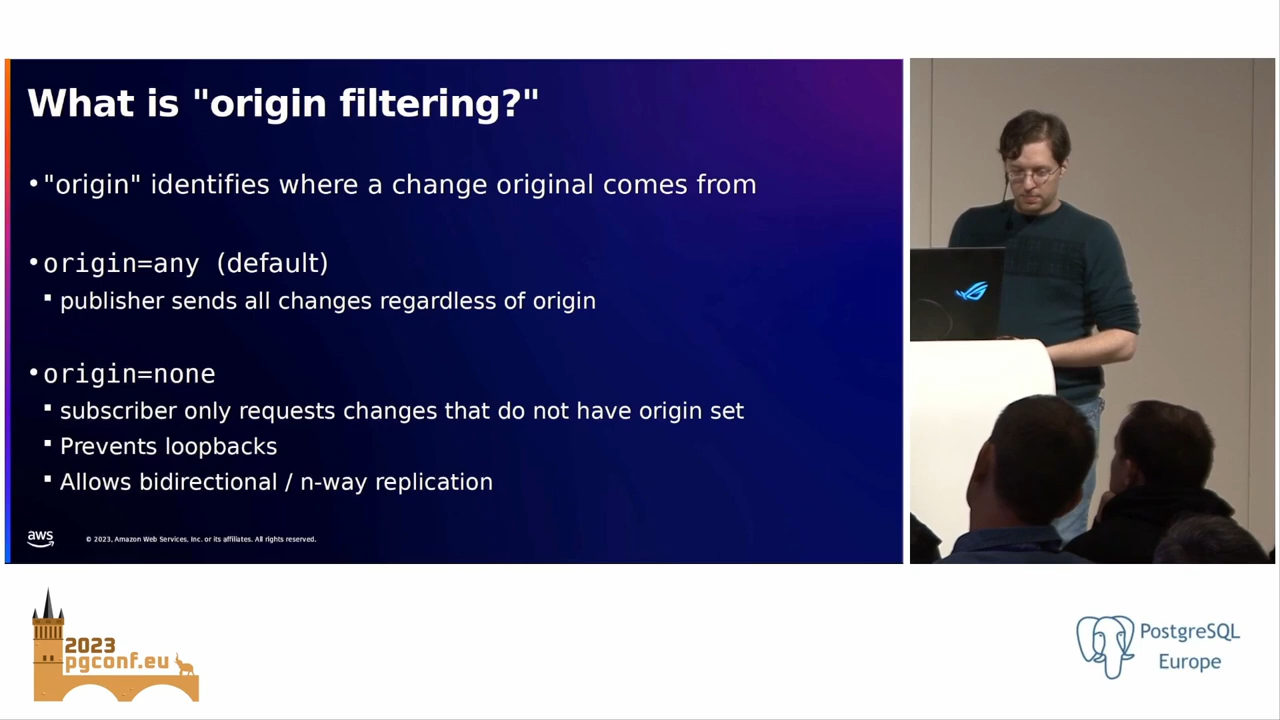 What is "origin filtering?"
• "origin" identifies where a change original comes from
• origin=any (default)
▪ publisher sends all changes regardless of origin
• origin=none
▪ subscriber only requests changes that do not have origin set
▪ Prevents loopbacks
▪ Allows bidirectional / n-way replication
aws
© 2023, Amazon Web Services, Inc. or its affiliates. All rights reserved.
2023
pgconf.eu
PostgreSQL
Europe